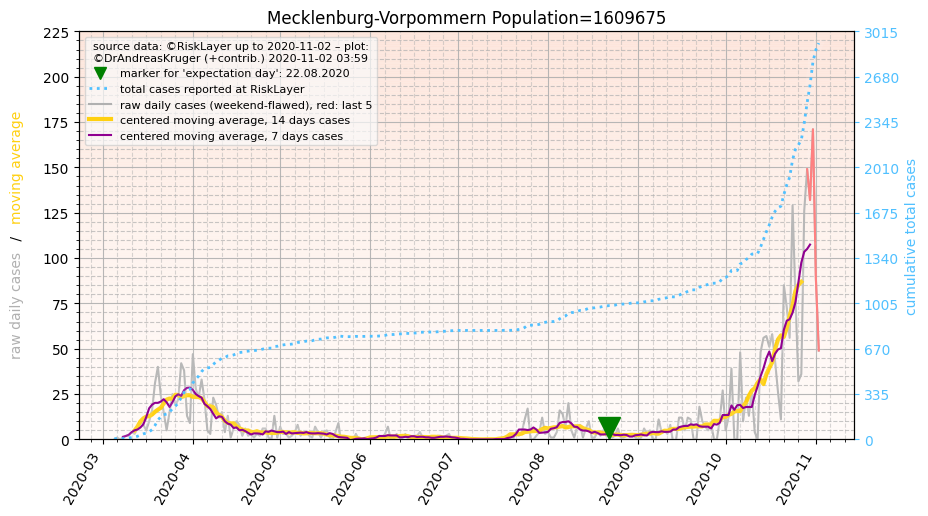 Mecklenburg-Vorpommern Population=1609675
source data: ©RiskLayer up to 2020-11-02 – plot:
©DrAndreasKruger (+contrib.) 2020-11-02 03:59
marker for 'expectation day': 22.08.2020
total cases reported at RiskLayer
raw daily cases (weekend-flawed), red: last 5
centered moving average, 14 days cases
centered moving average, 7 days cases
raw daily cases / moving average
225
200
175
150
125
100
75
50
25
0
3015
2680
2345
2010
1675
1340
1005
670
335
0
cumulative total cases
2020-03
2020-04
2020-05
2020-06
2020-07
2020-08
2020-09
2020-10
2020-11